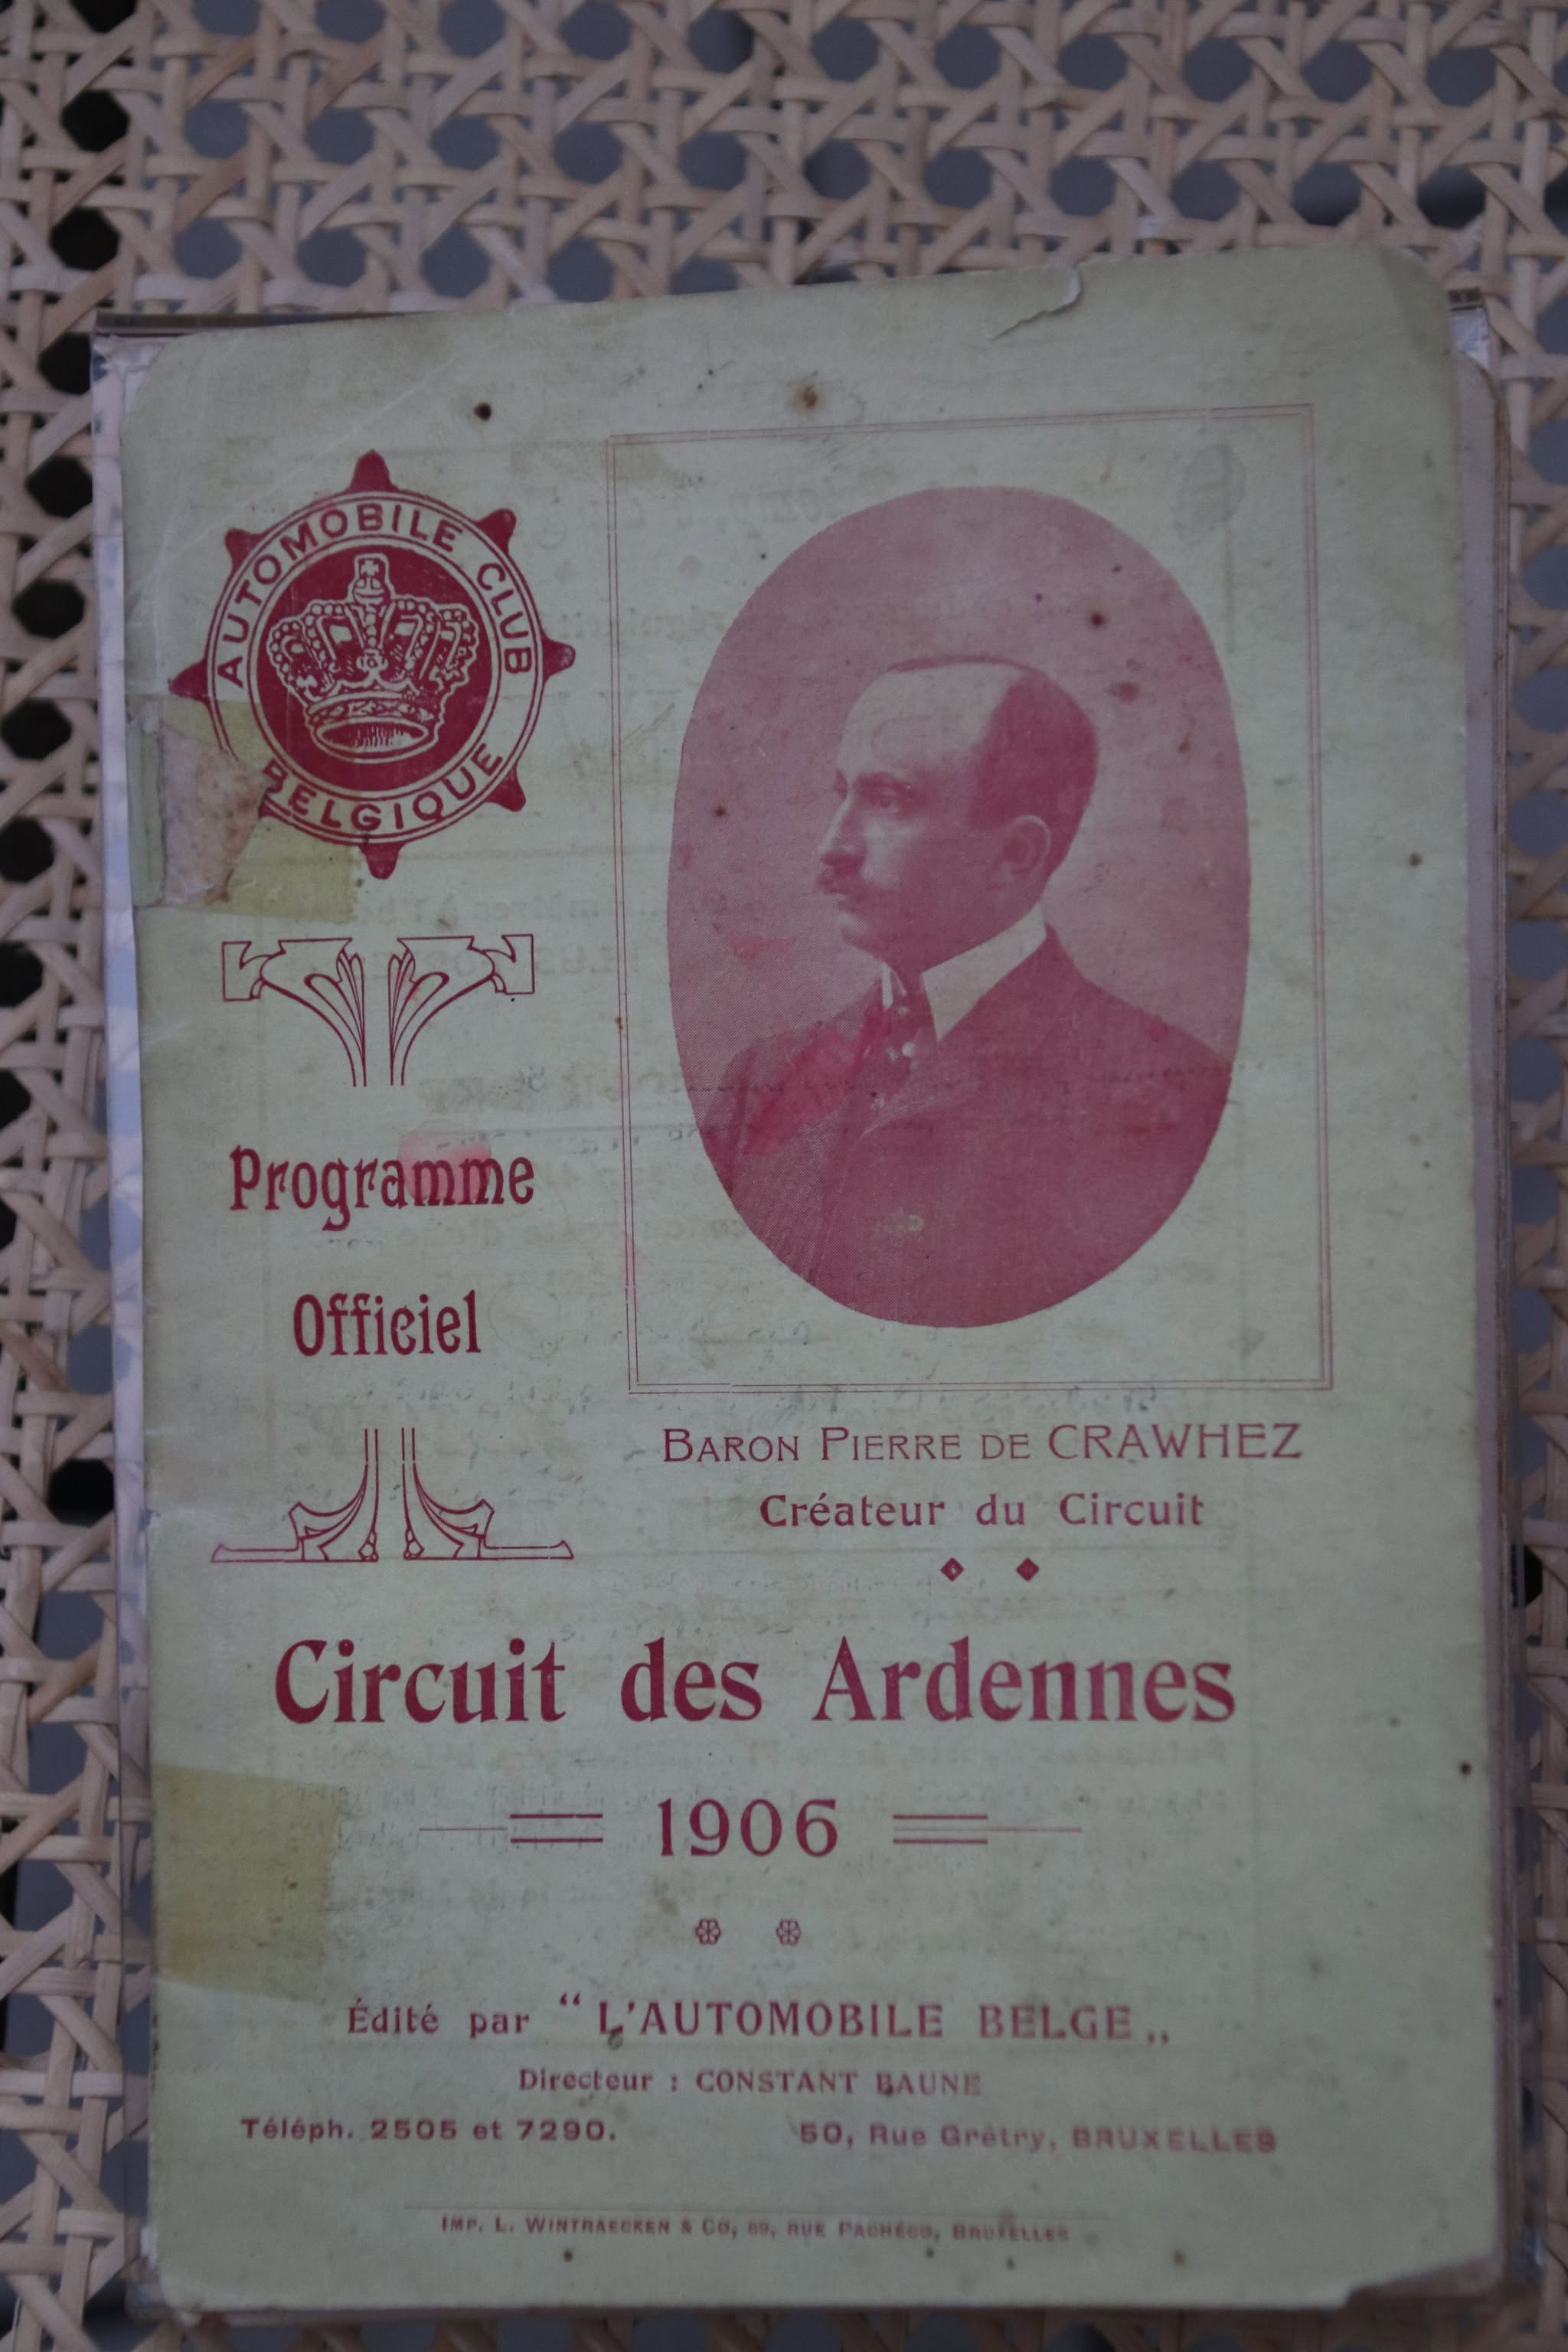 AUTOMOBILE CLUB
BELGIQUE
Programme
Officiel
BARON PIERRE DE CRAWHEZ
Créateur du Circuit
Circuit des Ardennes
1906
Édité par “ L'AUTOMOBILE BELGE „
Directeur : CONSTANT BAUNE
Téléph. 2505 et 7290. 50, Rue Grétry, BRUXELLES
IMP. L. WINTRAECKEN & CO, 69, RUE PACHÉCO, BRUXELLES